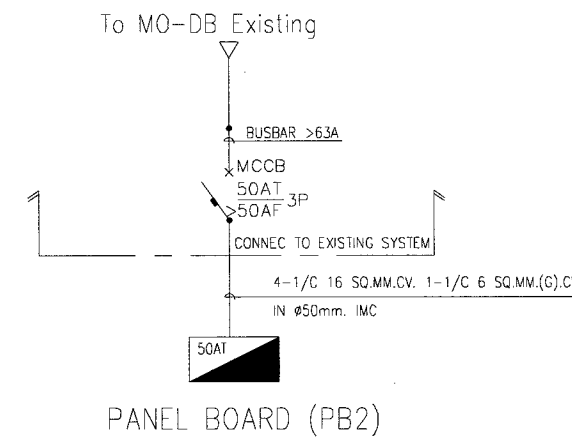 To MO-DB Existing
BUSBAR >63A
MCCB
50AT
50AF
3P
CONNEC TO EXISTING SYSTEM
4-1/C 16 SQ.MM.CV. 1-1/C 6 SQ.MM.(G).C
IN ø50mm. IMC
50AT
PANEL BOARD (PB2)